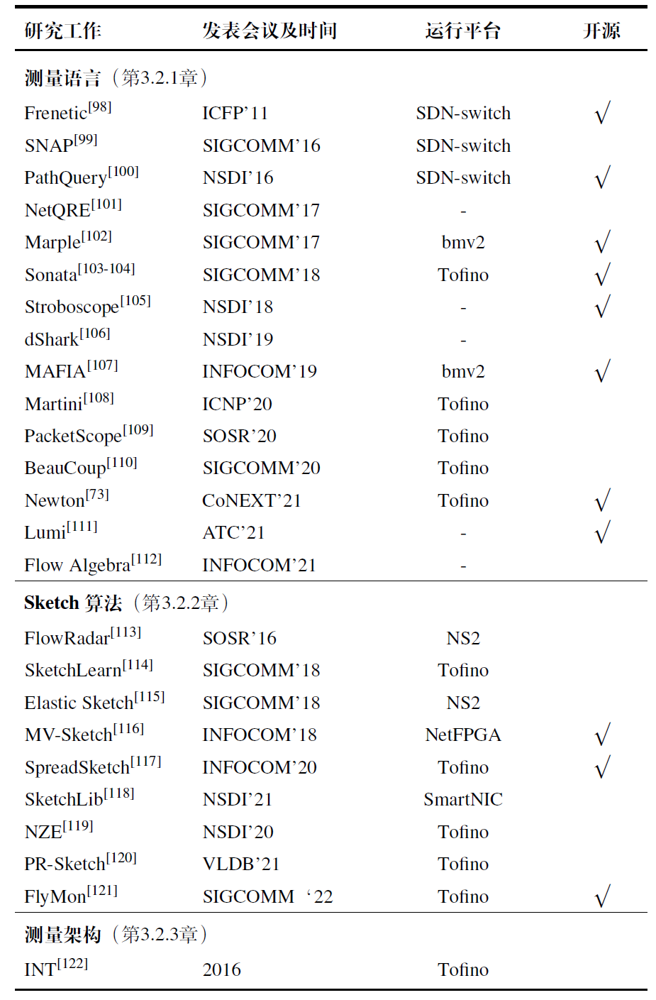 研究工作 发表会议及时间 运行平台 开源
测量语言（第3.2.1章）
Frenetic[98] ICFP’11 SDN-switch √
SNAP[99] SIGCOMM’16 SDN-switch
PathQuery[100] NSDI’16 SDN-switch √
NetQRE[101] SIGCOMM’17 -
Marple[102] SIGCOMM’17 bmv2 √
Sonata[103-104] SIGCOMM’18 Tofino √
Stroboscope[105] NSDI’18 - √
dShark[106] NSDI’19 -
MAFIA[107] INFOCOM’19 bmv2 √
Martini[108] ICNP’20 Tofino
PacketScope[109] SOSR’20 Tofino
BeauCoup[110] SIGCOMM’20 Tofino
Newton[73] CoNEXT’21 Tofino √
Lumi[111] ATC’21 - √
Flow Algebra[112] INFOCOM’21 -
Sketch 算法（第3.2.2章）
FlowRadar[113] SOSR’16 NS2
SketchLearn[114] SIGCOMM’18 Tofino
Elastic Sketch[115] SIGCOMM’18 NS2
MV-Sketch[116] INFOCOM’18 NetFPGA √
SpreadSketch[117] INFOCOM’20 Tofino √
SketchLib[118] NSDI’21 SmartNIC
NZE[119] NSDI’20 Tofino
PR-Sketch[120] VLDB’21 Tofino
FlyMon[121] SIGCOMM ‘22 Tofino √
测量架构（第3.2.3章）
INT[122] 2016 Tofino